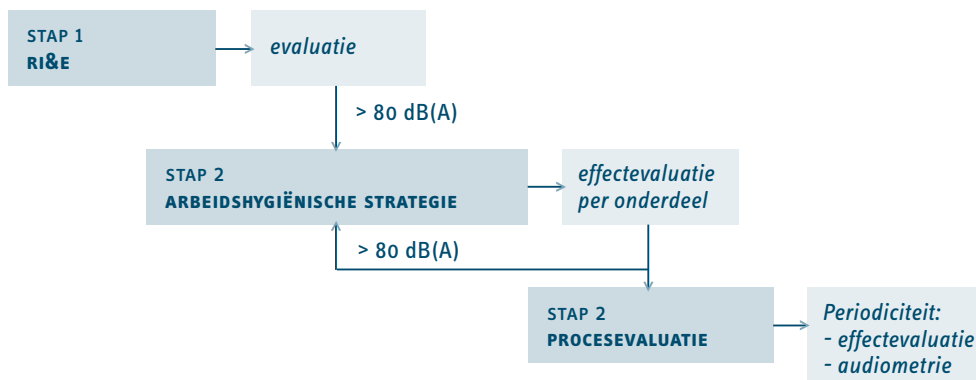 STAP 1
RI&E
evaluatie
> 80 dB(A)
STAP 2
ARBEIDSHYGIËNISCHE STRATEGIE
effectevaluatie
per onderdeel
> 80 dB(A)
STAP 2
PROCESEVALUATIE
Periodiciteit:
- effectevaluatie
- audiometrie